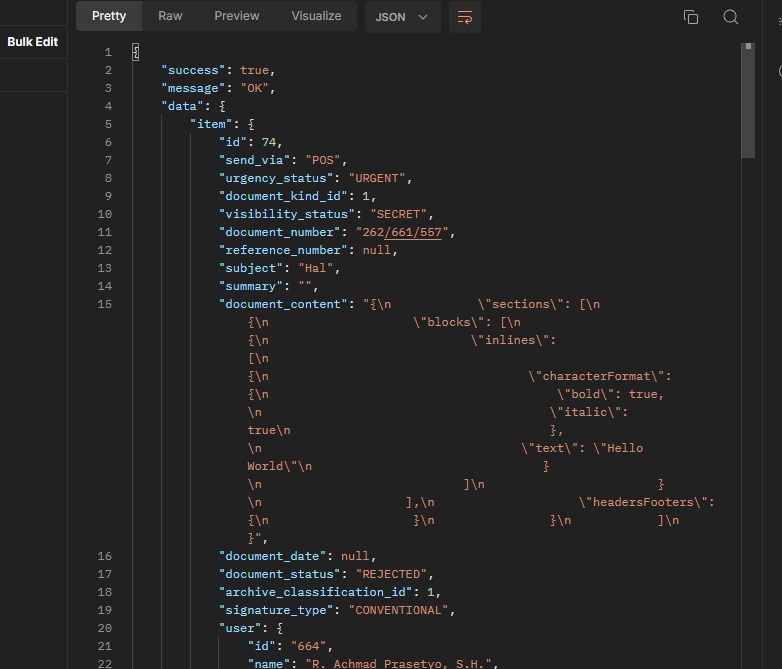 Pretty Raw Preview Visualize JSON
Bulk Edit
1 {
2 "success": true,
3 "message": "OK",
4 "data": {
5 "item": {
6 "id": 74,
7 "send_via": "POS",
8 "urgency_status": "URGENT",
9 "document_kind_id": 1,
10 "visibility_status": "SECRET",
11 "document_number": "262/661/557",
12 "reference_number": null,
13 "subject": "Hal",
14 "summary": "",
15 "document_content": "{\n \"sections\": [\n
{\n \"blocks\": [\n
{\n \"inlines\":
[\n
{\n \"characterFormat\":
{\n \"bold\": true,
\n \"italic\":
true\n },
\n \"text\": \"Hello
World\"\n }
\n ]\n }
\n ],\n \"headersFooters\":
{\n }\n }\n ]\n
}",
16 "document_date": null,
17 "document_status": "REJECTED",
18 "archive_classification_id": 1,
19 "signature_type": "CONVENTIONAL",
20 "user": {
21 "id": "664",
22 "name": "R. Achmad Prasetyo, S.H.",